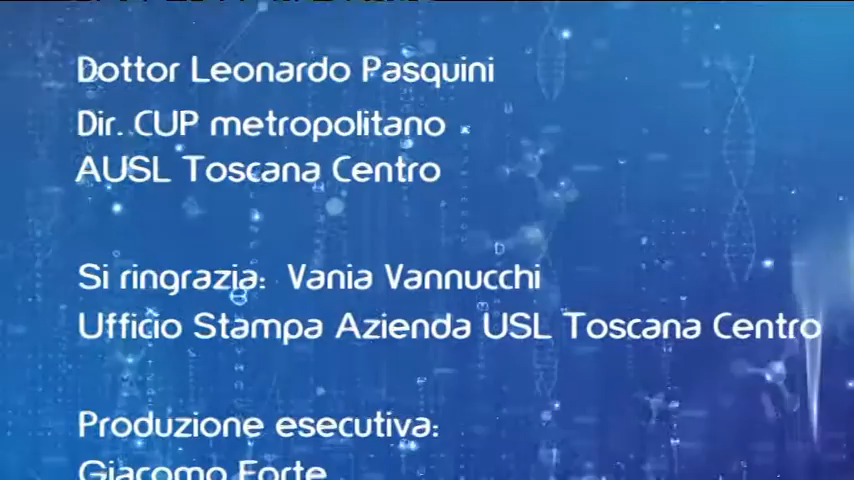 Dottor Leonardo Pasquini
Dir. CUP metropolitano
AUSL Toscana Centro
Si ringrazia: Vania Vannucchi
Ufficio Stampa Azienda USL Toscana Centro
Produzione esecutiva:
Giacomo Forte